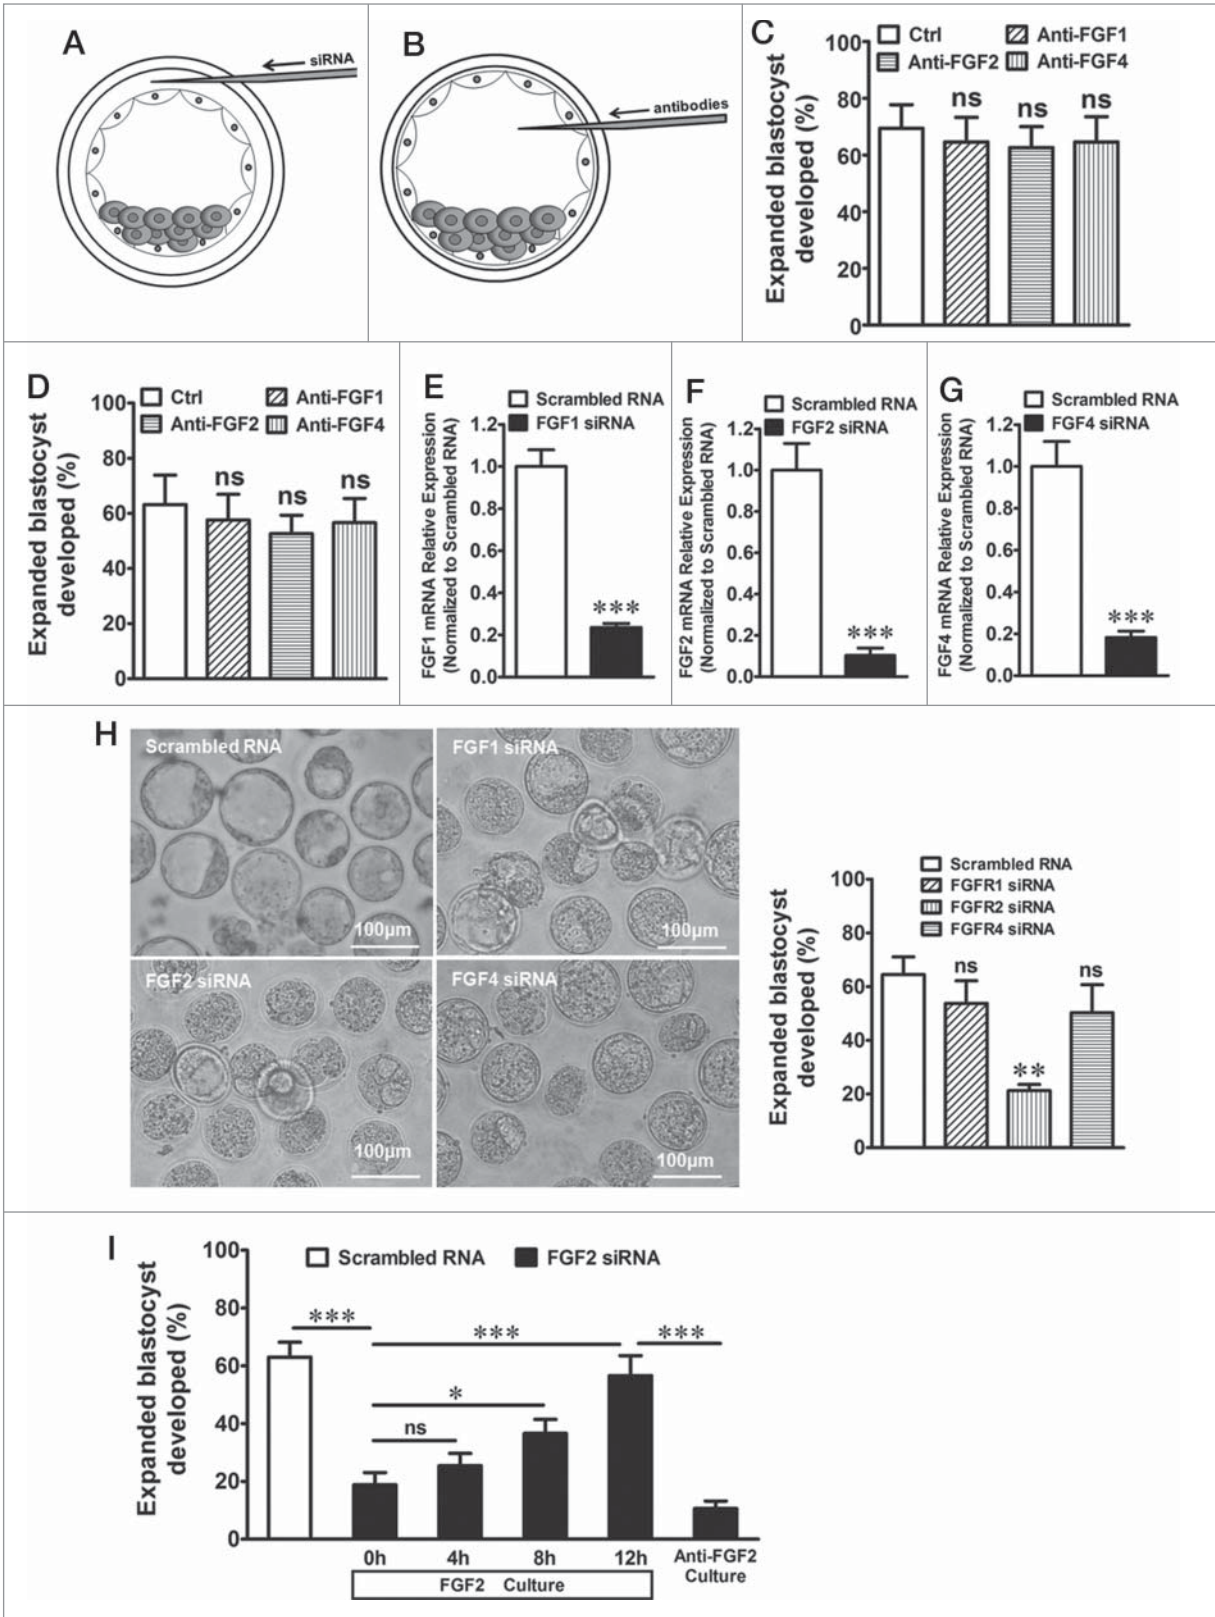 A
siRNA
B
antibodies
C
Ctrl
Anti-FGF1
Anti-FGF2
Anti-FGF4
Expanded blastocyst
developed (%)
100
80
60
40
20
0
ns
ns
ns
D
Ctrl
Anti-FGF1
Anti-FGF2
Anti-FGF4
Expanded blastocyst
developed (%)
100
80
60
40
20
0
ns
ns
ns
E
Scrambled RNA
FGF1 siRNA
FGF1 mRNA Relative Expression
(Normalized to Scrambled RNA)
1.2
1.0
0.8
0.6
0.4
0.2
0.0
***
F
Scrambled RNA
FGF2 siRNA
FGF2 mRNA Relative Expression
(Normalized to Scrambled RNA)
1.2
1.0
0.8
0.6
0.4
0.2
0.0
***
G
Scrambled RNA
FGF4 siRNA
FGF4 mRNA Relative Expression
(Normalized to Scrambled RNA)
1.2
1.0
0.8
0.6
0.4
0.2
0.0
***
H
Scrambled RNA
100μm
FGF1 siRNA
100μm
FGF2 siRNA
100μm
FGF4 siRNA
100μm
Scrambled RNA
FGFR1 siRNA
FGFR2 siRNA
FGFR4 siRNA
Expanded blastocyst
developed (%)
100
80
60
40
20
0
ns
**
ns
I
Scrambled RNA
FGF2 siRNA
Expanded blastocyst
developed (%)
100
80
60
40
20
0
***
***
***
*
ns
0h
4h
8h
12h
Anti-FGF2
Culture
FGF2 Culture